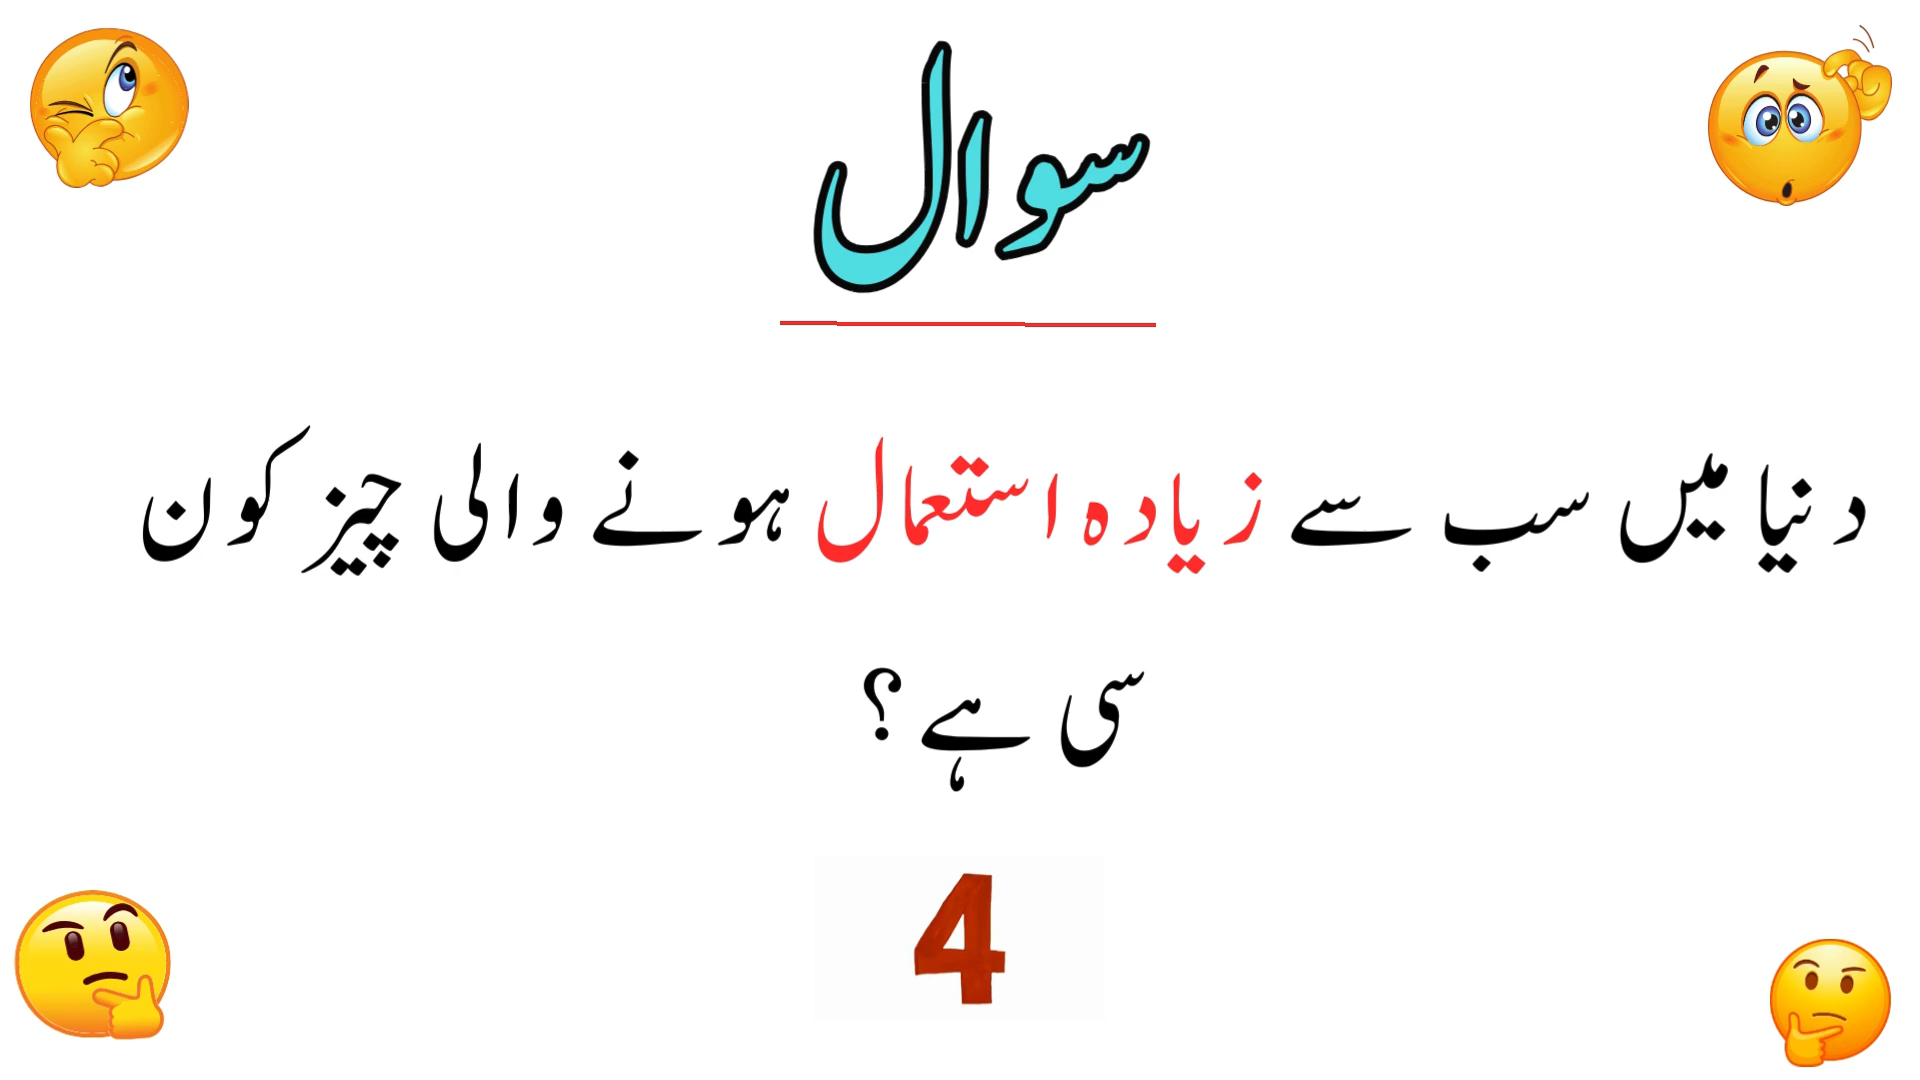 سوال
دنیا میں سب سے زیادہ استعمال ہونے والی چیز کون
سی ہے؟
4